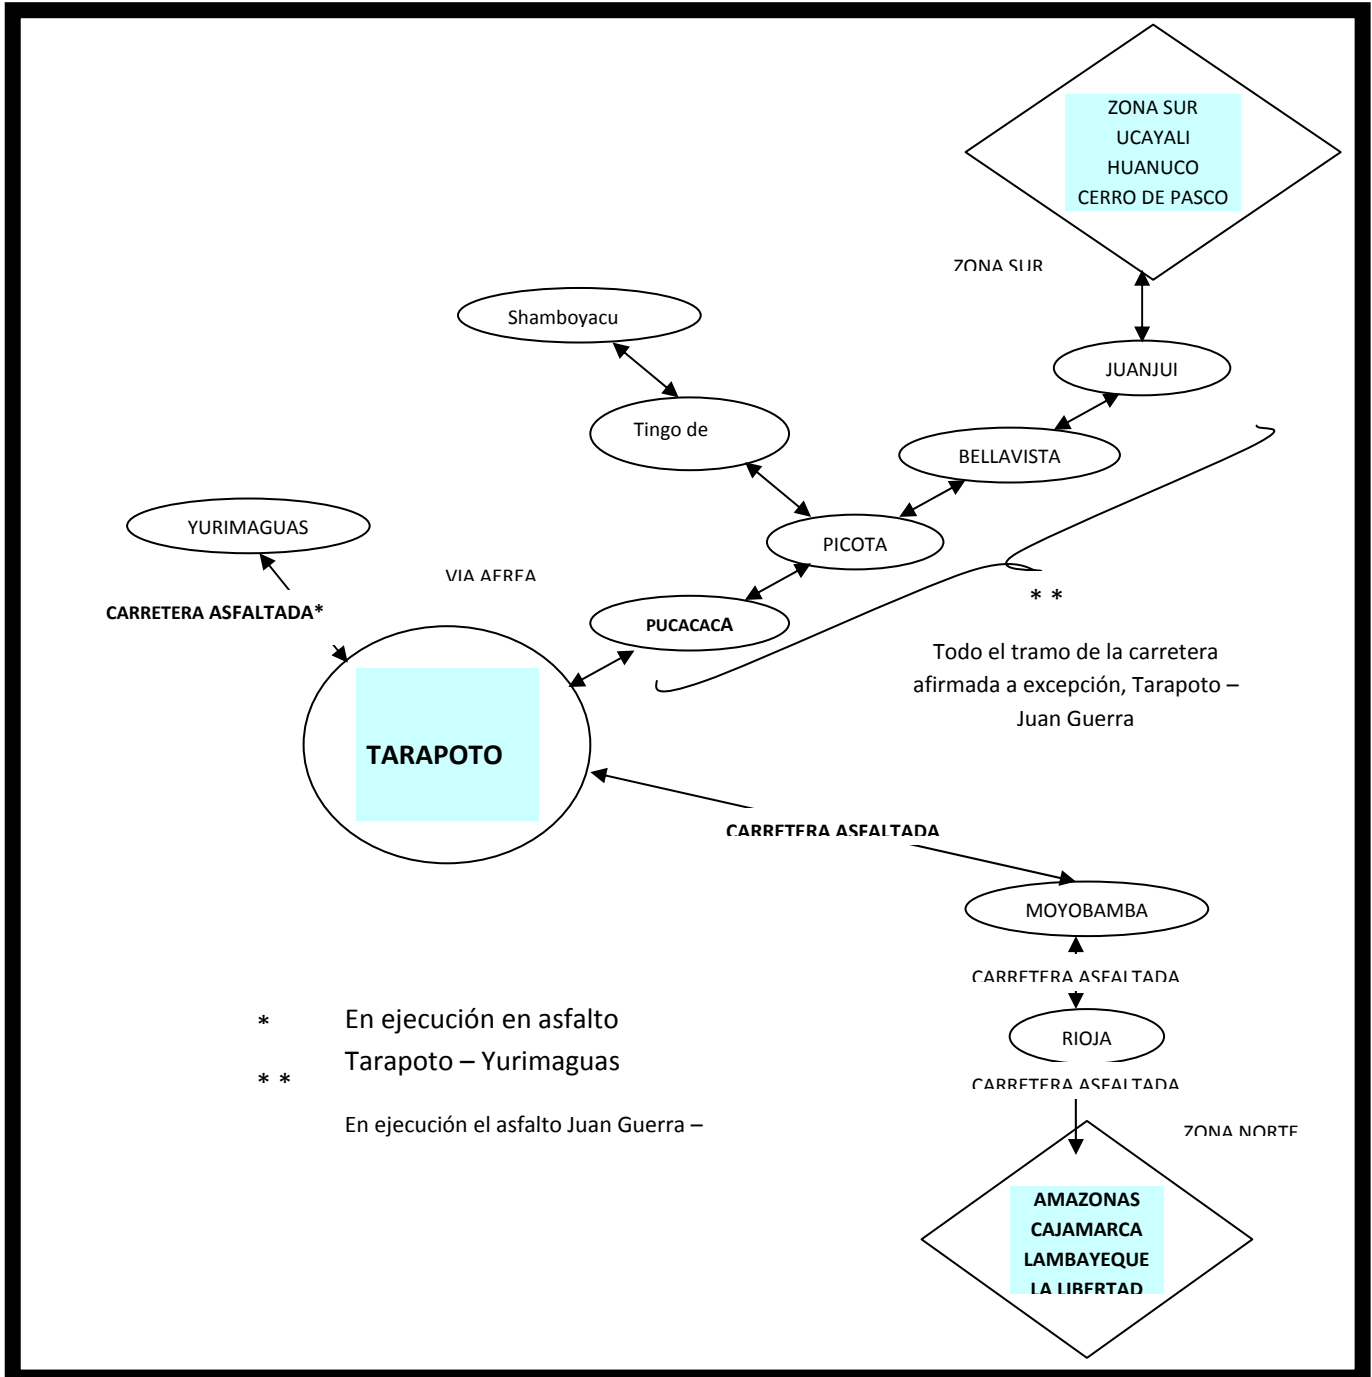 ZONA SUR
UCAYALI
HUANUCO
CERRO DE PASCO
ZONA SUR
Shamboyacu
JUANJUI
Tingo de
BELLAVISTA
YURIMAGUAS
PICOTA
VIA AEREA
CARRETERA ASFALTADA*
PUCACACA
* *
Todo el tramo de la carretera
afirmada a excepción, Tarapoto –
Juan Guerra
TARAPOTO
CARRETERA ASFALTADA
MOYOBAMBA
CARRETERA ASFALTADA
RIOJA
CARRETERA ASFALTADA
* En ejecución en asfalto
Tarapoto – Yurimaguas
* *
En ejecución el asfalto Juan Guerra –
ZONA NORTE
AMAZONAS
CAJAMARCA
LAMBAYEQUE
LA LIBERTAD